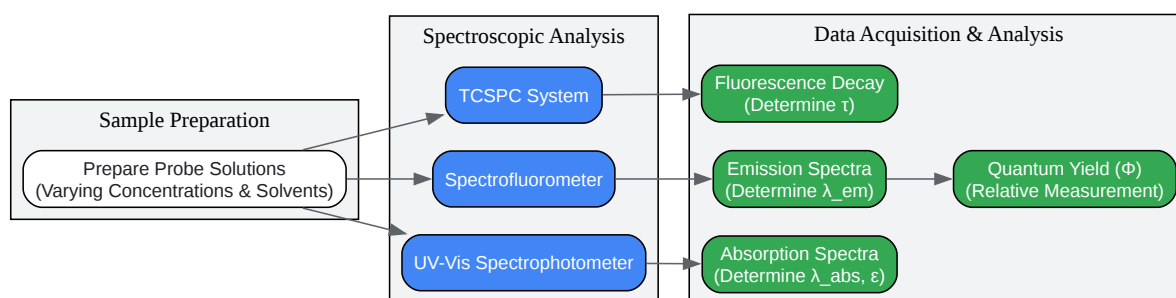 Sample Preparation
Prepare Probe Solutions
(Varying Concentrations & Solvents)
Spectroscopic Analysis
TCSPC System
Spectrofluorometer
UV-Vis Spectrophotometer
Data Acquisition & Analysis
Fluorescence Decay
(Determine τ)
Emission Spectra
(Determine λ_em)
Quantum Yield (Φ)
(Relative Measurement)
Absorption Spectra
(Determine λ_abs, ε)